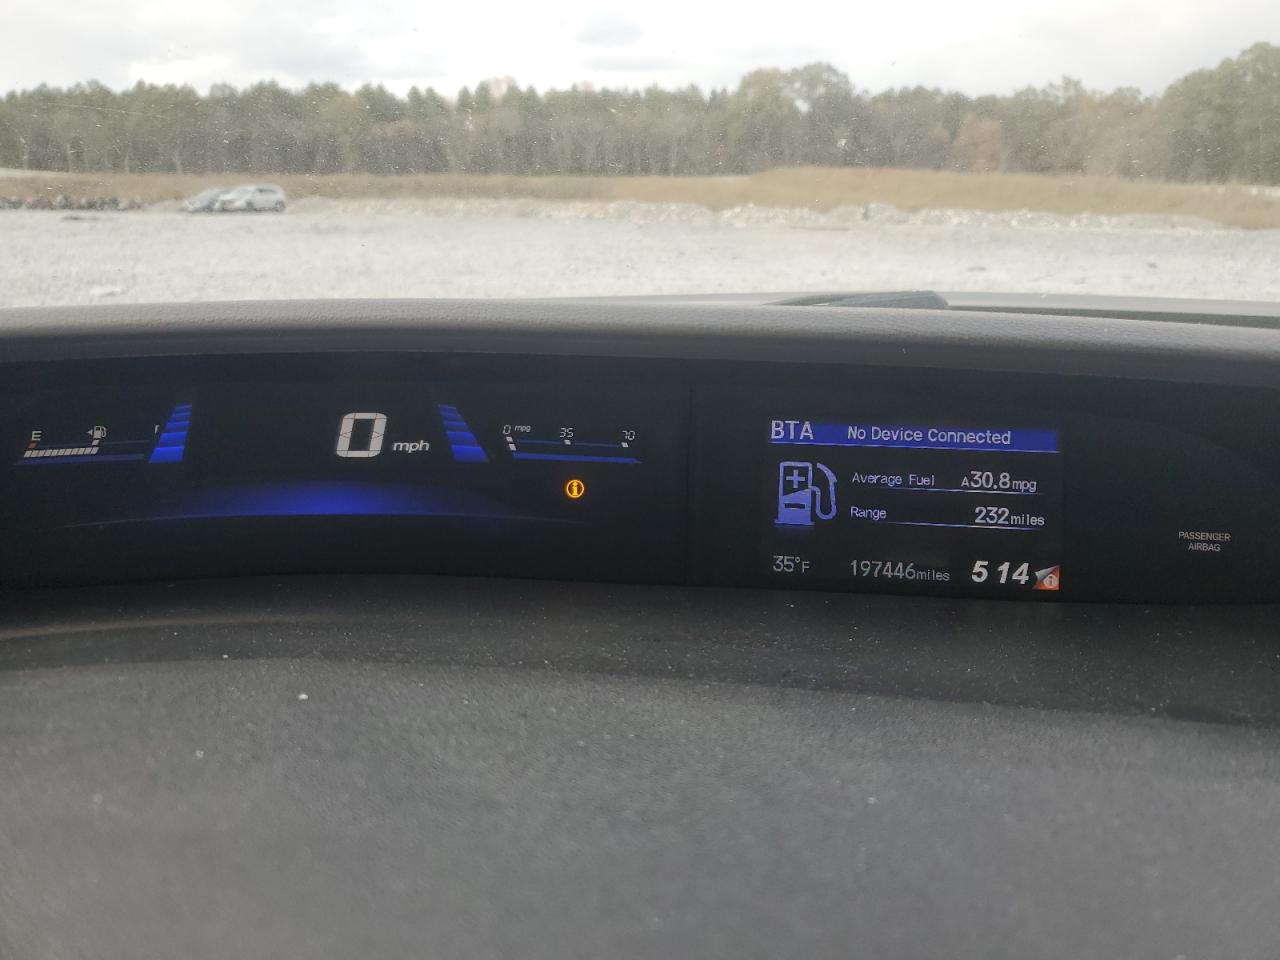 E
0 mph
0 mpg 35 70
BTA No Device Connected
Average Fuel A30.8mpg
Range 232miles
35°F 197446miles 5 14
PASSENGER
AIRBAG